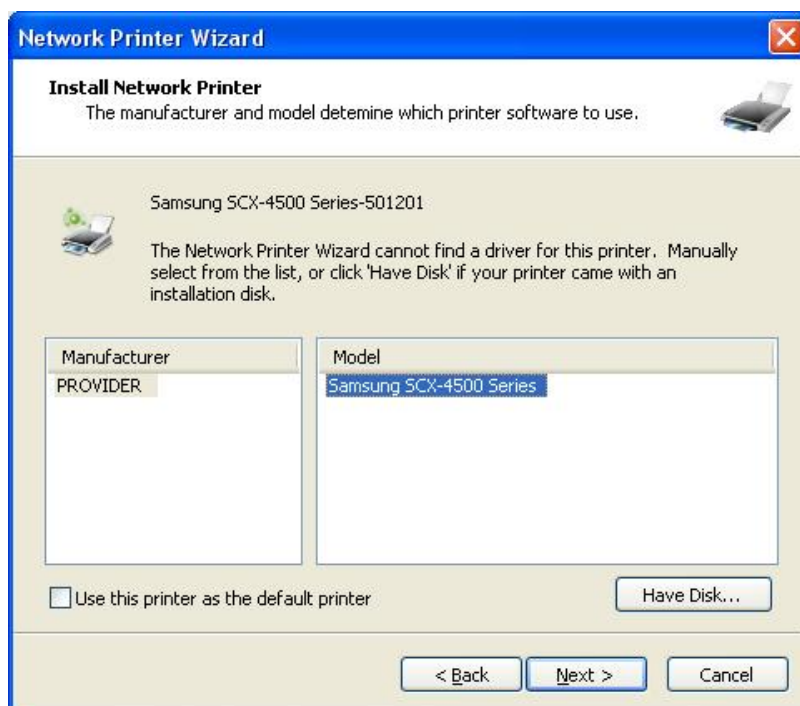 Network Printer Wizard
Install Network Printer
The manufacturer and model detemine which printer software to use.
Samsung SCX-4500 Series-501201
The Network Printer Wizard cannot find a driver for this printer. Manually
select from the list, or click 'Have Disk' if your printer came with an
installation disk.
Manufacturer
Model
PROVIDER
Samsung SCX-4500 Series
Use this printer as the default printer
Have Disk...
< Back
Next >
Cancel